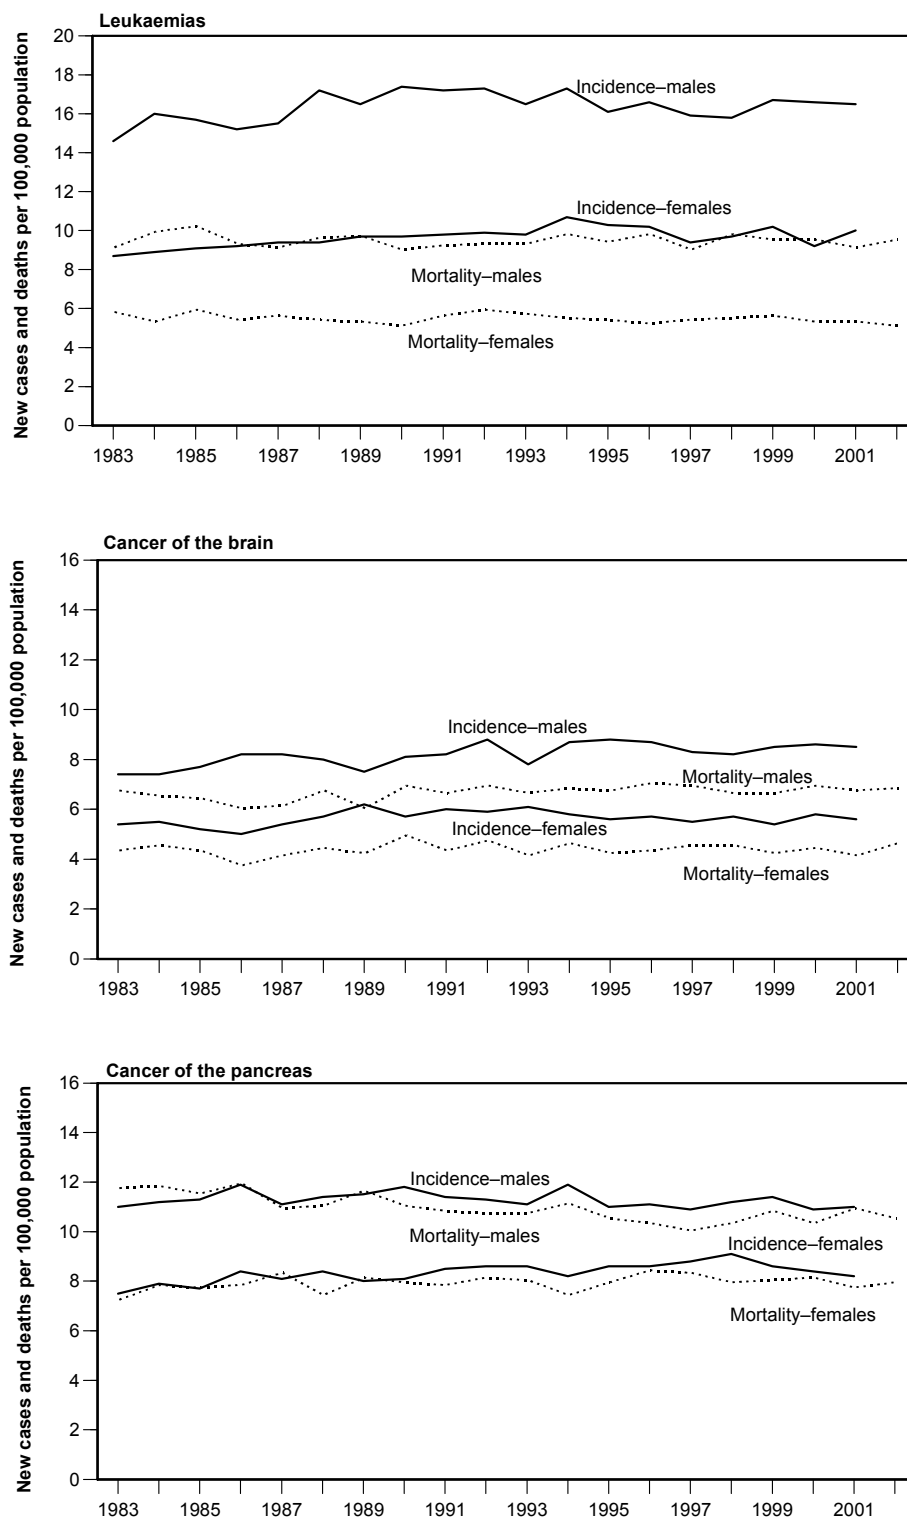 Leukaemias
New cases and deaths per 100,000 population
20
18
16
14
12
10
8
6
4
2
0
Incidence–males
Incidence–females
Mortality–males
Mortality–females
1983 1985 1987 1989 1991 1993 1995 1997 1999 2001
Cancer of the brain
New cases and deaths per 100,000 population
16
14
12
10
8
6
4
2
0
Incidence–males
Mortality–males
Incidence–females
Mortality–females
1983 1985 1987 1989 1991 1993 1995 1997 1999 2001
Cancer of the pancreas
New cases and deaths per 100,000 population
16
14
12
10
8
6
4
2
0
Incidence–males
Mortality–males
Incidence–females
Mortality–females
1983 1985 1987 1989 1991 1993 1995 1997 1999 2001